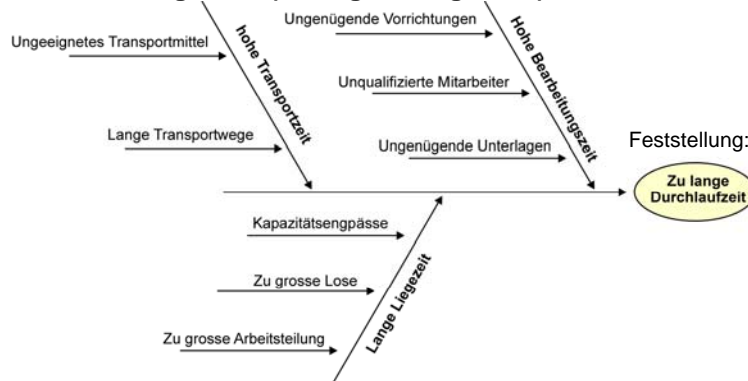 Ungeeignetes Transportmittel
Lange Transportwege
hohe Transportzeit
Ungenügende Vorrichtungen
Unqualifizierte Mitarbeiter
Ungenügende Unterlagen
Hohe Bearbeitungszeit
Feststellung:
Zu lange
Durchlaufzeit
Kapazitätsengpässe
Zu grosse Lose
Zu grosse Arbeitsteilung
Lange Liegezeit